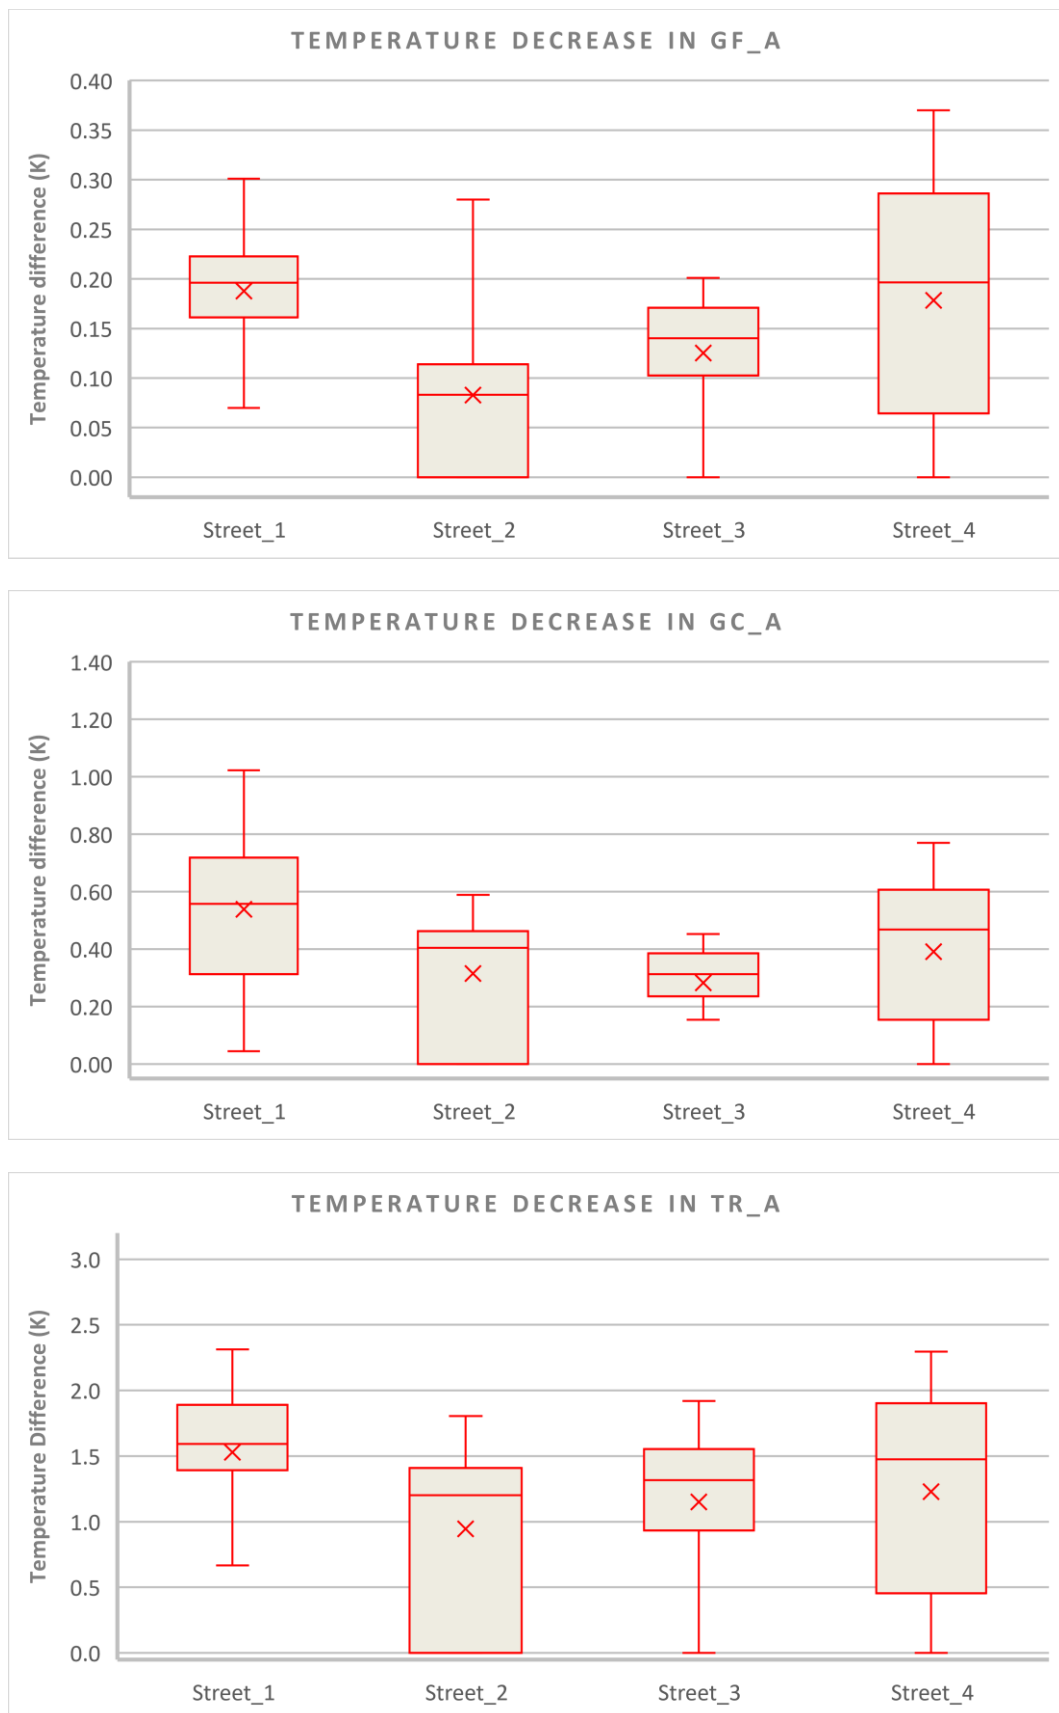 TEMPERATURE DECREASE IN GF_A
Temperature difference (K)
0.40
0.35
0.30
0.25
0.20
0.15
0.10
0.05
0.00
Street_1 Street_2 Street_3 Street_4
TEMPERATURE DECREASE IN GC_A
Temperature difference (K)
1.40
1.20
1.00
0.80
0.60
0.40
0.20
0.00
Street_1 Street_2 Street_3 Street_4
TEMPERATURE DECREASE IN TR_A
Temperature Difference (K)
3.0
2.5
2.0
1.5
1.0
0.5
0.0
Street_1 Street_2 Street_3 Street_4